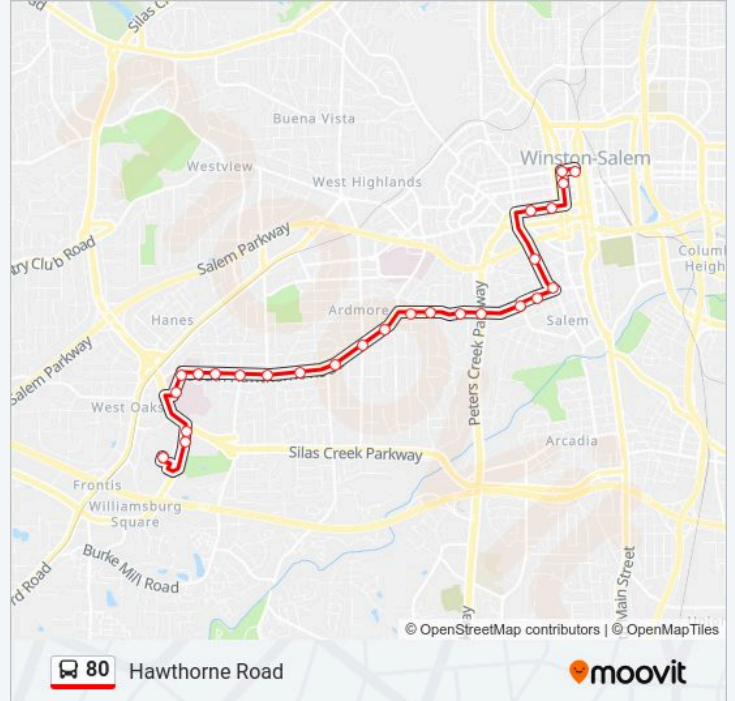 Silas C
Buena Vista
Winston-Salem
Westview
West Highlands
try Club Road
Salem Parkway
Colum
Heigh
Ardmore
Hanes
Salem
Peters Creek Parkway
Salem Parkway
West Oaks
Silas Creek Parkway
Arcadia
Frontis
Williamsburg
Square
Burke Mill Road
rd Road
Main Street
way
© OpenStreetMap contributors | © OpenMapTiles
80 Hawthorne Road
moovit